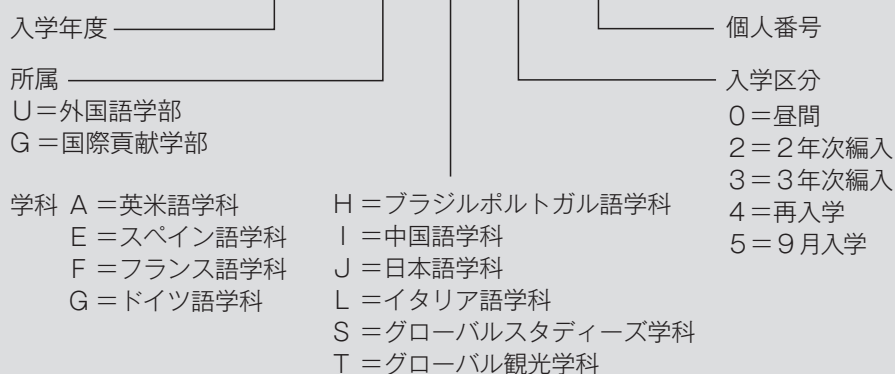 入学年度
個人番号
所属
U＝外国語学部
G＝国際貢献学部
入学区分
0＝昼間
2＝2年次編入
3＝3年次編入
4＝再入学
5＝9月入学
学科 A＝英米語学科
E＝スペイン語学科
F＝フランス語学科
G＝ドイツ語学科
H＝ブラジルポルトガル語学科
I＝中国語学科
J＝日本語学科
L＝イタリア語学科
S＝グローバルスタディーズ学科
T＝グローバル観光学科